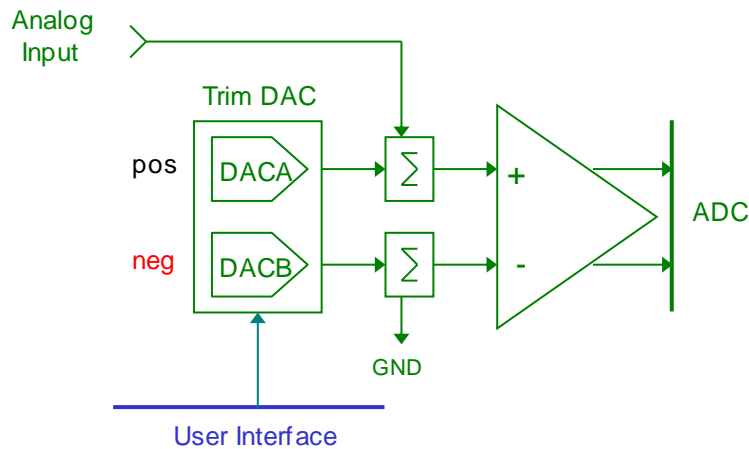 Analog
Input
Trim DAC
pos
DACA
Σ
+
ADC
neg
DACB
Σ
-
GND
User Interface